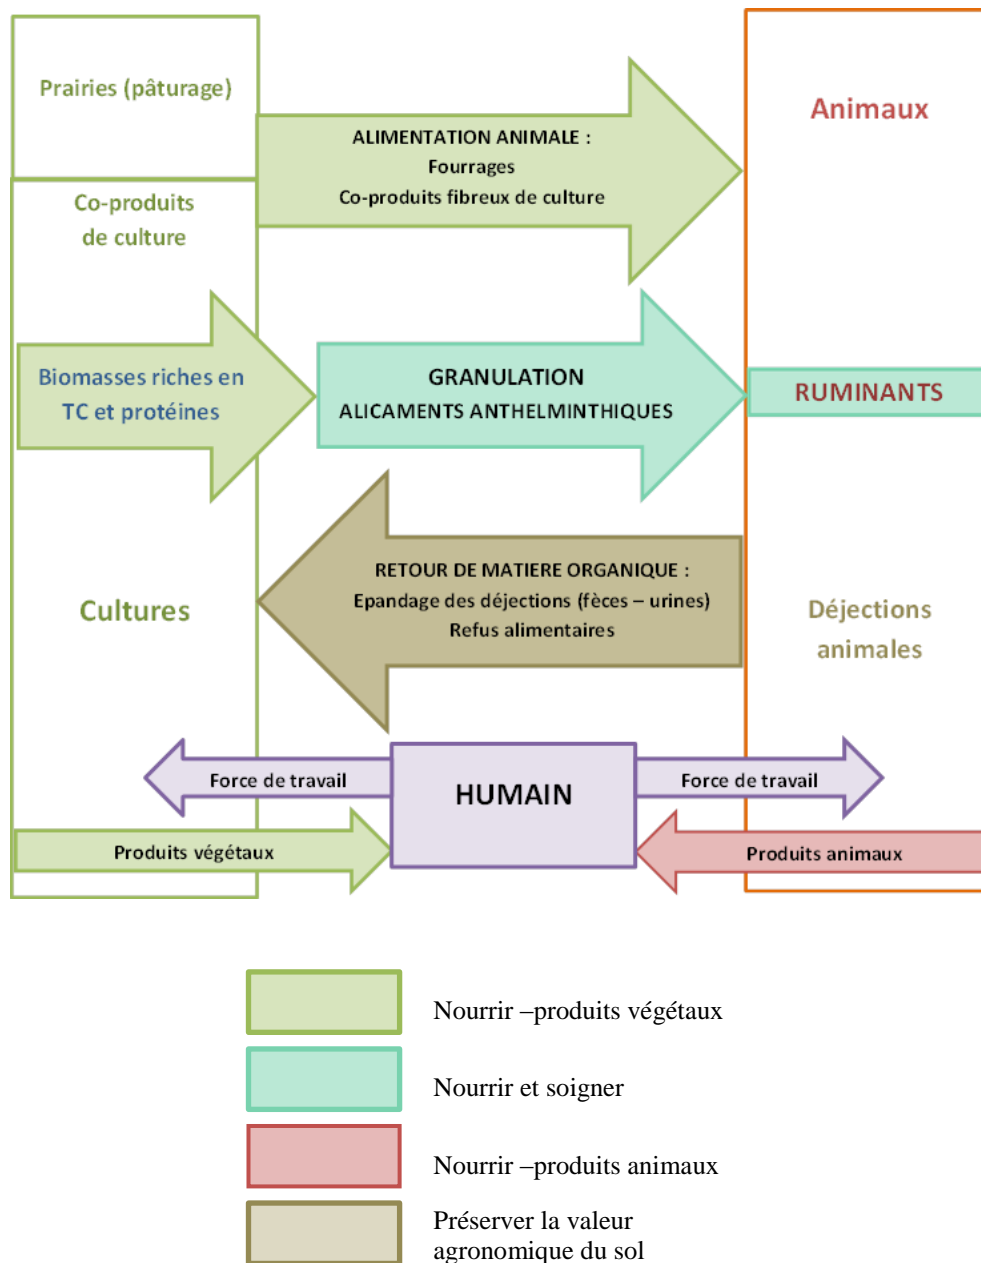 Prairies (pâturage)
Animaux
ALIMENTATION ANIMALE :
Fourrages
Co-produits fibreux de culture
Co-produits
de culture
Biomasses riches en
TC et protéines
GRANULATION
ALICAMENTS ANTHELMINTHIQUES
RUMINANTS
RETOUR DE MATIERE ORGANIQUE :
Epandage des déjections (fèces – urines)
Refus alimentaires
Cultures
Déjections
animales
Force de travail
HUMAIN
Force de travail
Produits végétaux
Produits animaux
Nourrir –produits végétaux
Nourrir et soigner
Nourrir –produits animaux
Préserver la valeur
agronomique du sol